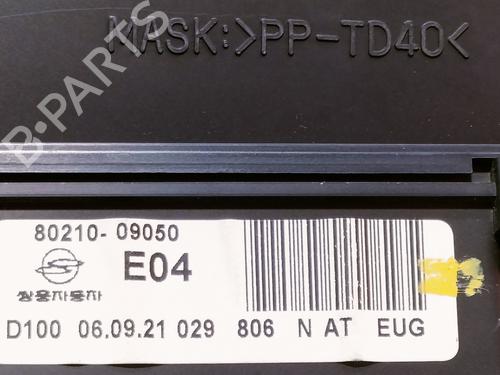 MASK:>PP-TD40<
B-PARTS
80210-09050
E04
쌍용자동차
D100 06.09.21 029 806 N AT EUG